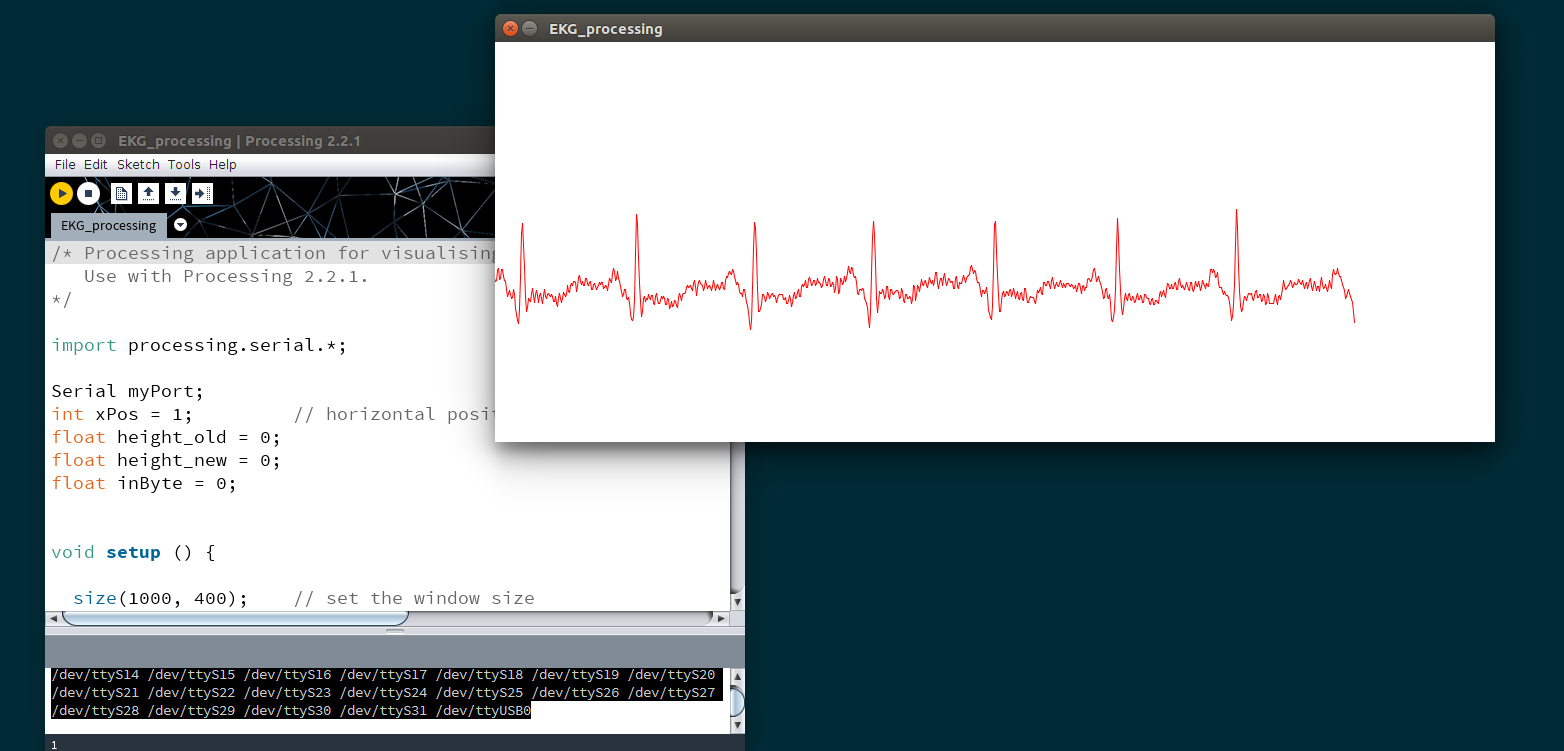 EKG_processing
EKG_processing | Processing 2.2.1
File Edit Sketch Tools Help
EKG_processing
/* Processing application for visualising
Use with Processing 2.2.1.
*/
import processing.serial.*;
Serial myPort;
int xPos = 1; // horizontal posi
float height_old = 0;
float height_new = 0;
float inByte = 0;
void setup () {
size(1000, 400); // set the window size
/dev/ttyS14 /dev/ttyS15 /dev/ttyS16 /dev/ttyS17 /dev/ttyS18 /dev/ttyS19 /dev/ttyS20
/dev/ttyS21 /dev/ttyS22 /dev/ttyS23 /dev/ttyS24 /dev/ttyS25 /dev/ttyS26 /dev/ttyS27
/dev/ttyS28 /dev/ttyS29 /dev/ttyS30 /dev/ttyS31 /dev/ttyUSB0
1